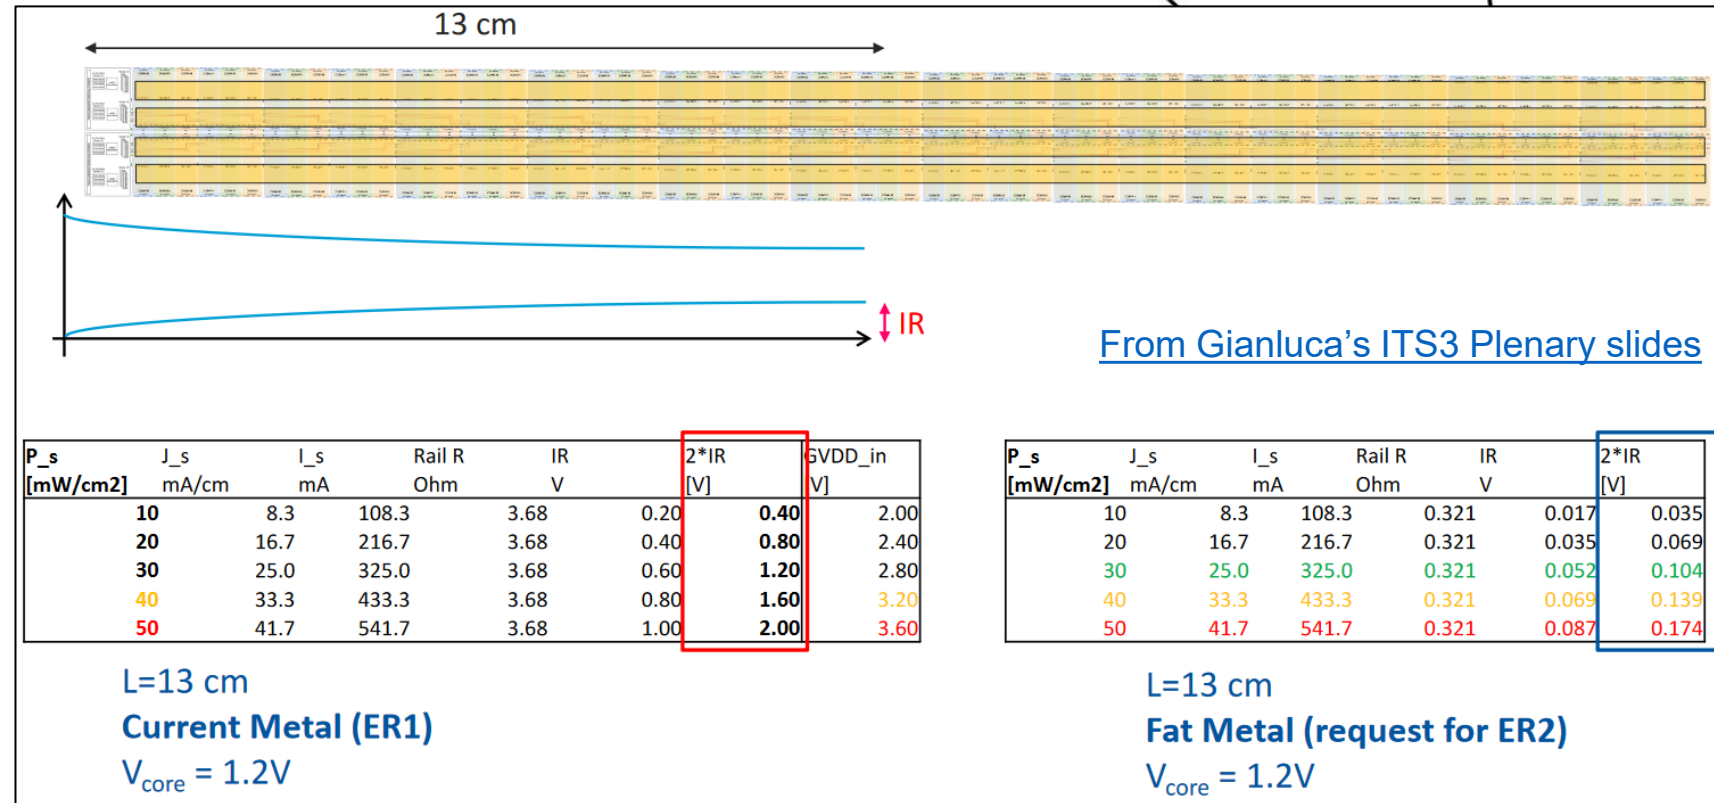 13 cm
IR
From Gianluca's ITS3 Plenary slides
P_s J_s I_s Rail R IR 2*IR GVDD_in
[mW/cm2] mA/cm mA Ohm V [V] [V]
10 8.3 108.3 3.68 0.20 0.40 2.00
20 16.7 216.7 3.68 0.40 0.80 2.40
30 25.0 325.0 3.68 0.60 1.20 2.80
40 33.3 433.3 3.68 0.80 1.60 3.20
50 41.7 541.7 3.68 1.00 2.00 3.60
L=13 cm
Current Metal (ER1)
Vcore = 1.2V
P_s J_s I_s Rail R IR 2*IR
[mW/cm2] mA/cm mA Ohm V [V]
10 8.3 108.3 0.321 0.017 0.035
20 16.7 216.7 0.321 0.035 0.069
30 25.0 325.0 0.321 0.052 0.104
40 33.3 433.3 0.321 0.069 0.139
50 41.7 541.7 0.321 0.087 0.174
L=13 cm
Fat Metal (request for ER2)
Vcore = 1.2V